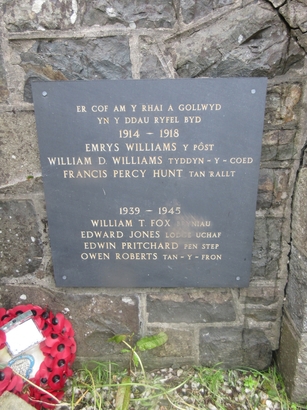 ER COF AM Y RHAI A GOLLWYD
YN Y DDAU RYFEL BYD
1914 – 1918
EMRYS WILLIAMS Y PÔST
WILLIAM D. WILLIAMS TYDDYN-Y-COED
FRANCIS PERCY HUNT TAN RALLT
1939 – 1945
WILLIAM T FOX
EDWARD JONES UCHAF
EDWIN PRITCHARD PEN STEP
OWEN ROBERTS TAN-Y-FRON